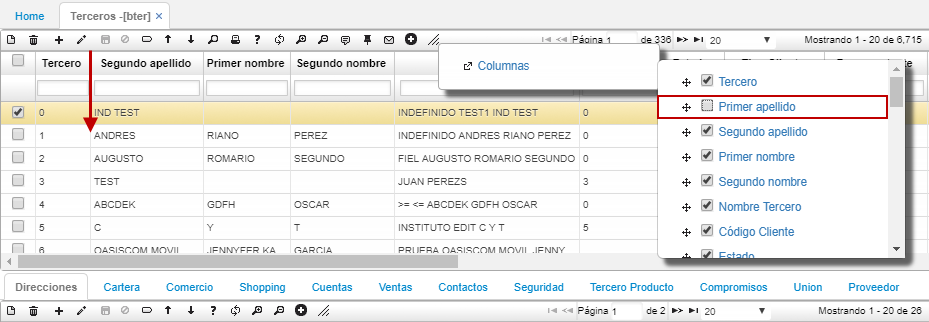 Home Terceros -[bter] ×
Página 1 de 336 20 Mostrando 1 - 20 de 6,715
Columnas
Tercero Segundo apellido Primer nombre Segundo nombre
0 IND TEST INDEFINIDO TEST1 IND TEST 0
1 ANDRES RIANO PEREZ INDEFINIDO ANDRES RIANO PEREZ 0
2 AUGUSTO ROMARIO SEGUNDO FIEL AUGUSTO ROMARIO SEGUNDO 0
3 TEST JUAN PEREZS 3
4 ABCDEK GDFH OSCAR >= <= ABCDEK GDFH OSCAR 0
5 C Y T INSTITUTO EDIT C Y T 5
6 OASISCOM MOVIL JENNYFER KA GARCIA PRUEBA OASISCOM MOVIL JENNY
Tercero
Primer apellido
Segundo apellido
Primer nombre
Segundo nombre
Nombre Tercero
Código Cliente
Estado
Direcciones Cartera Comercio Shopping Cuentas Ventas Contactos Seguridad Tercero Producto Compromisos Union Proveedor
Página 1 de 2 20 Mostrando 1 - 20 de 26